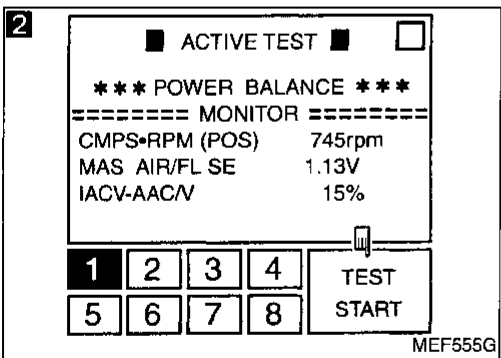 2
■ ACTIVE TEST ■
*** POWER BALANCE ***
======== MONITOR ========
CMPS•RPM (POS) 745rpm
MAS AIR/FL SE 1.13V
IACV-AAC/V 15%
1 2 3 4 TEST
5 6 7 8 START
MEF555G